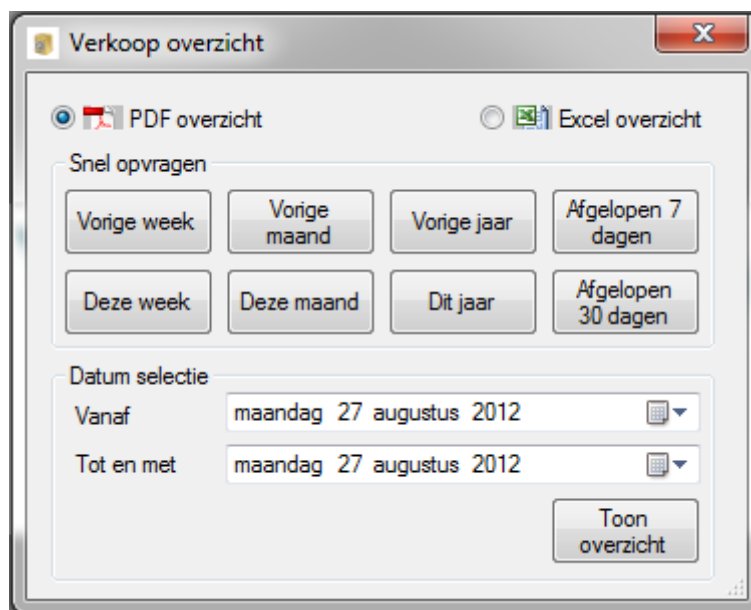 Verkoop overzicht
PDF overzicht
Excel overzicht
Snel opvragen
Vorige week
Vorige
maand
Vorige jaar
Afgelopen 7
dagen
Deze week
Deze maand
Dit jaar
Afgelopen
30 dagen
Datum selectie
Vanaf
maandag 27 augustus 2012
Tot en met
maandag 27 augustus 2012
Toon
overzicht